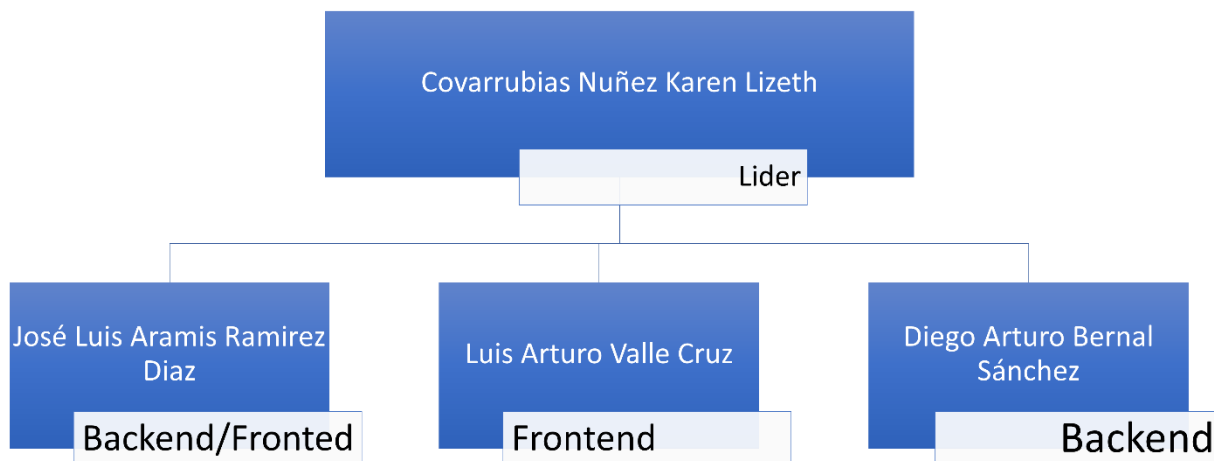 Covarrubias Nuñez Karen Lizeth
Lider
José Luis Aramis Ramirez
Diaz
Backend/Fronted
Luis Arturo Valle Cruz
Frontend
Diego Arturo Bernal
Sánchez
Backend